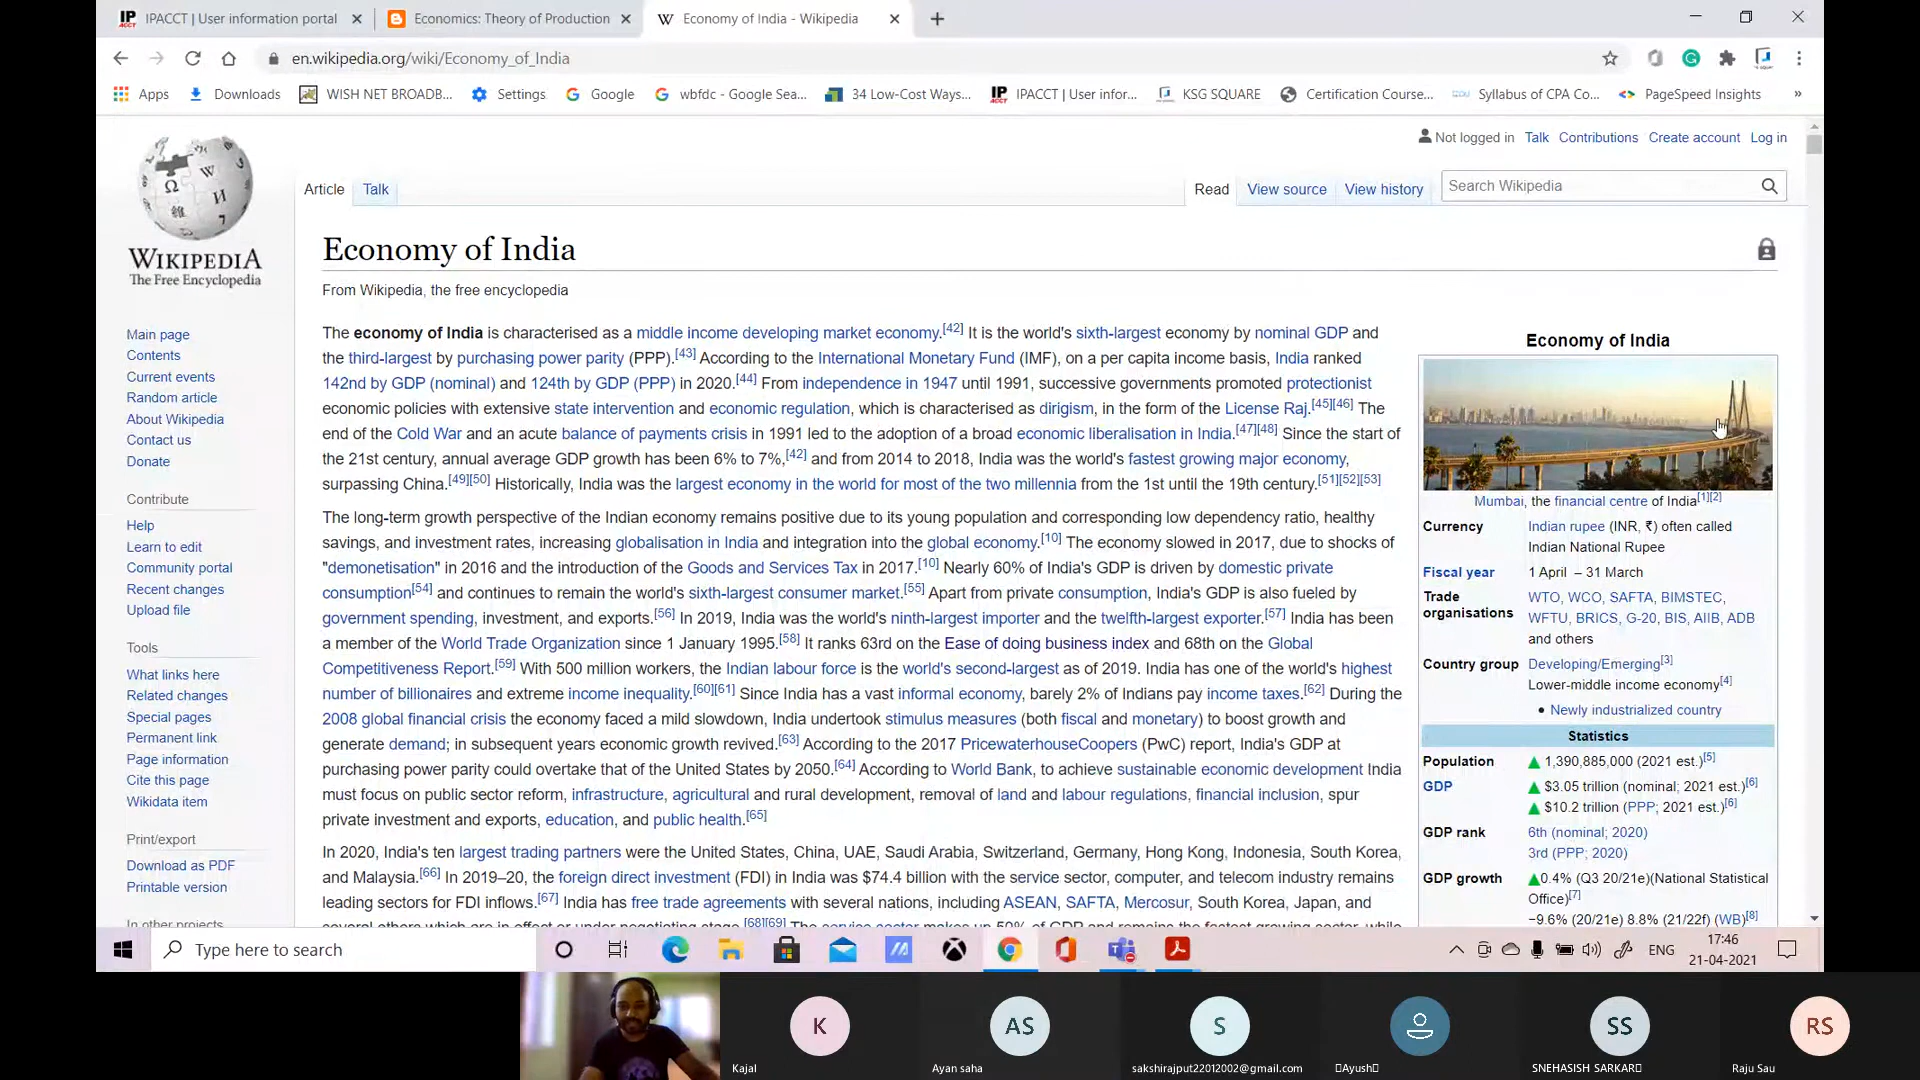 IPACCT | User information portal
Economics: Theory of Production
Economy of India - Wikipedia
en.wikipedia.org/wiki/Economy_of_India
Apps
Downloads
WISH NET BROADB...
Settings
Google
wbfdc - Google Sea...
34 Low-Cost Ways...
IPACCT | User infor...
KSG SQUARE
Certification Course...
Syllabus of CPA Co...
PageSpeed Insights
»
Not logged in Talk Contributions Create account Log in
Article Talk
Read View source View history
Search Wikipedia
WIKIPEDIA
The Free Encyclopedia
Main page
Contents
Current events
Random article
About Wikipedia
Contact us
Donate
Contribute
Help
Learn to edit
Community portal
Recent changes
Upload file
Tools
What links here
Related changes
Special pages
Permanent link
Page information
Cite this page
Wikidata item
Print/export
Download as PDF
Printable version
In other projects
Economy of India
From Wikipedia, the free encyclopedia
The economy of India is characterised as a middle income developing market economy.[42] It is the world's sixth-largest economy by nominal GDP and
the third-largest by purchasing power parity (PPP).[43] According to the International Monetary Fund (IMF), on a per capita income basis, India ranked
142nd by GDP (nominal) and 124th by GDP (PPP) in 2020.[44] From independence in 1947 until 1991, successive governments promoted protectionist
economic policies with extensive state intervention and economic regulation, which is characterised as dirigism, in the form of the License Raj.[45][46] The
end of the Cold War and an acute balance of payments crisis in 1991 led to the adoption of a broad economic liberalisation in India.[47][48] Since the start of
the 21st century, annual average GDP growth has been 6% to 7%,[42] and from 2014 to 2018, India was the world's fastest growing major economy,
surpassing China.[49][50] Historically, India was the largest economy in the world for most of the two millennia from the 1st until the 19th century.[51][52][53]
The long-term growth perspective of the Indian economy remains positive due to its young population and corresponding low dependency ratio, healthy
savings, and investment rates, increasing globalisation in India and integration into the global economy.[10] The economy slowed in 2017, due to shocks of
"demonetisation" in 2016 and the introduction of the Goods and Services Tax in 2017.[10] Nearly 60% of India's GDP is driven by domestic private
consumption[54] and continues to remain the world's sixth-largest consumer market.[55] Apart from private consumption, India's GDP is also fueled by
government spending, investment, and exports.[56] In 2019, India was the world's ninth-largest importer and the twelfth-largest exporter.[57] India has been
a member of the World Trade Organization since 1 January 1995.[58] It ranks 63rd on the Ease of doing business index and 68th on the Global
Competitiveness Report.[59] With 500 million workers, the Indian labour force is the world's second-largest as of 2019. India has one of the world's highest
number of billionaires and extreme income inequality.[60][61] Since India has a vast informal economy, barely 2% of Indians pay income taxes.[62] During the
2008 global financial crisis the economy faced a mild slowdown, India undertook stimulus measures (both fiscal and monetary) to boost growth and
generate demand; in subsequent years economic growth revived.[63] According to the 2017 PricewaterhouseCoopers (PwC) report, India's GDP at
purchasing power parity could overtake that of the United States by 2050.[64] According to World Bank, to achieve sustainable economic development India
must focus on public sector reform, infrastructure, agricultural and rural development, removal of land and labour regulations, financial inclusion, spur
private investment and exports, education, and public health.[65]
In 2020, India's ten largest trading partners were the United States, China, UAE, Saudi Arabia, Switzerland, Germany, Hong Kong, Indonesia, South Korea,
and Malaysia.[66] In 2019–20, the foreign direct investment (FDI) in India was $74.4 billion with the service sector, computer, and telecom industry remains
leading sectors for FDI inflows.[67] India has free trade agreements with several nations, including ASEAN, SAFTA, Mercosur, South Korea, Japan, and
several others which are in effect or under negotiating stage.[68][69] The service sector makes up 50% of GDP and remains the fastest growing sector, while
Economy of India
Mumbai, the financial centre of India[1][2]
Currency Indian rupee (INR, ₹) often called
Indian National Rupee
Fiscal year 1 April – 31 March
Trade organisations WTO, WCO, SAFTA, BIMSTEC,
WFTU, BRICS, G-20, BIS, AIIB, ADB
and others
Country group Developing/Emerging[3]
Lower-middle income economy[4]
• Newly industrialized country
Statistics
Population ▲ 1,390,885,000 (2021 est.)[5]
GDP ▲ $3.05 trillion (nominal; 2021 est.)[6]
▲ $10.2 trillion (PPP; 2021 est.)[6]
GDP rank 6th (nominal; 2020)
3rd (PPP; 2020)
GDP growth ▲0.4% (Q3 20/21e)(National Statistical
Office)[7]
−9.6% (20/21e) 8.8% (21/22f) (WB)[8]
Type here to search
ENG
17:46
21-04-2021
K
AS
S
SS
RS
Kajal
Ayan saha
sakshirajput22012002@gmail.com
Ayush
SNEHASISH SARKAR
Raju Sau